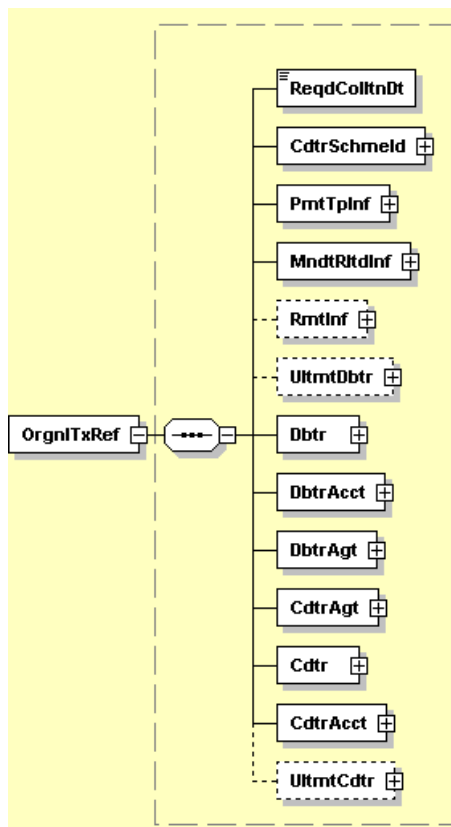 ReqdColltnDt
CdtrSchmeId
PmtTpInf
MndtRltdInf
RmtInf
UltmtDbtr
OrgnlTxRef
Dbtr
DbtrAcct
DbtrAgt
CdtrAgt
Cdtr
CdtrAcct
UltmtCdtr